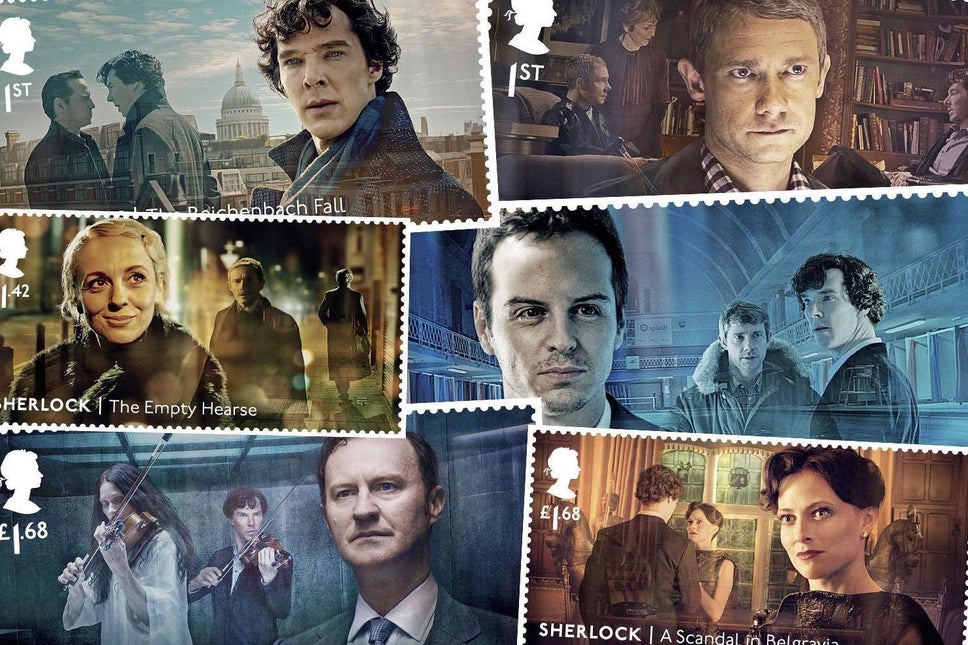 1ST
The Reichenbach Fall
1ST
1.42
SHERLOCK | The Empty Hearse
splash
£1.68
£1.68
SHERLOCK | A Scandal in Belgravia